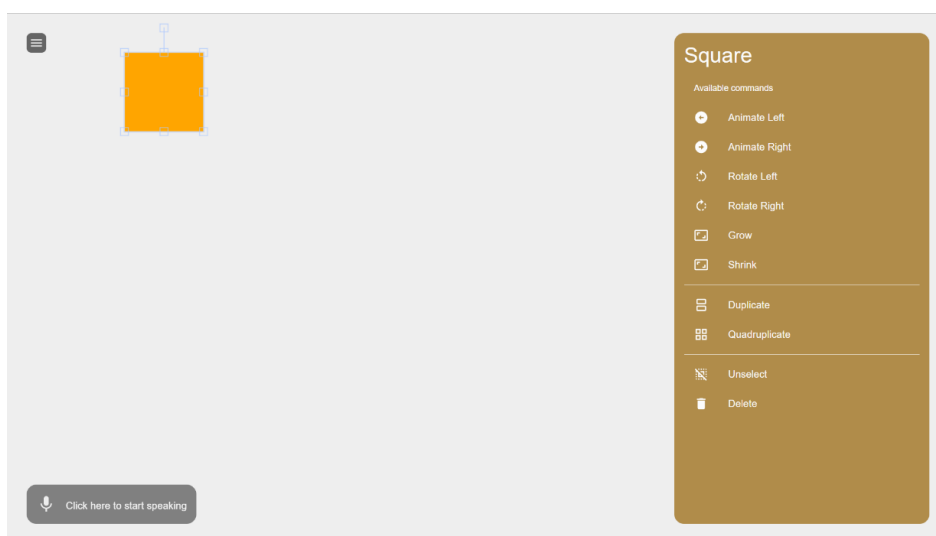 Square
Available commands
Animate Left
Animate Right
Rotate Left
Rotate Right
Grow
Shrink
Duplicate
Quadruplicate
Unselect
Delete
Click here to start speaking